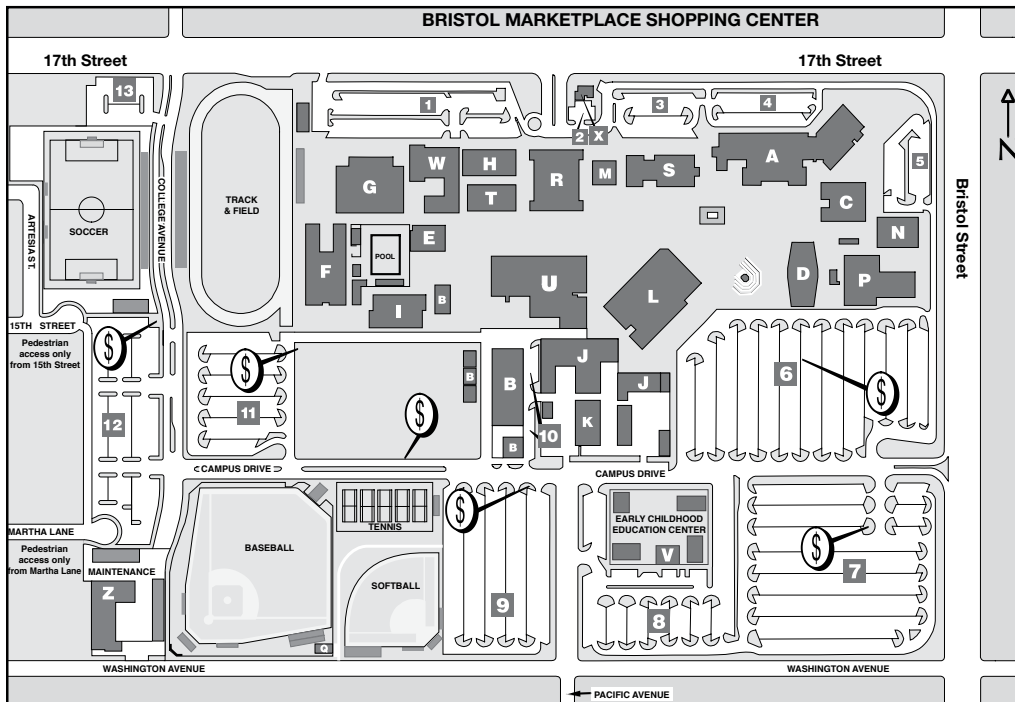 BRISTOL MARKETPLACE SHOPPING CENTER
17th Street
17th Street
13
1
2
X
3
4
5
N
SOCCER
COLLEGE AVENUE
ARTESIA ST.
TRACK
& FIELD
G
W
H
T
R
M
S
A
C
N
Bristol Street
F
POOL
E
I
B
U
L
D
P
15TH STREET
Pedestrian
access only
from 15th Street
$
$
11
12
$
B
B
B
10
J
J
K
6
$
CAMPUS DRIVE
CAMPUS DRIVE
MARTHA LANE
Pedestrian
access only
from Martha Lane
MAINTENANCE
Z
BASEBALL
TENNIS
SOFTBALL
Q
$
9
EARLY CHILDHOOD
EDUCATION CENTER
V
8
$
7
WASHINGTON AVENUE
WASHINGTON AVENUE
PACIFIC AVENUE